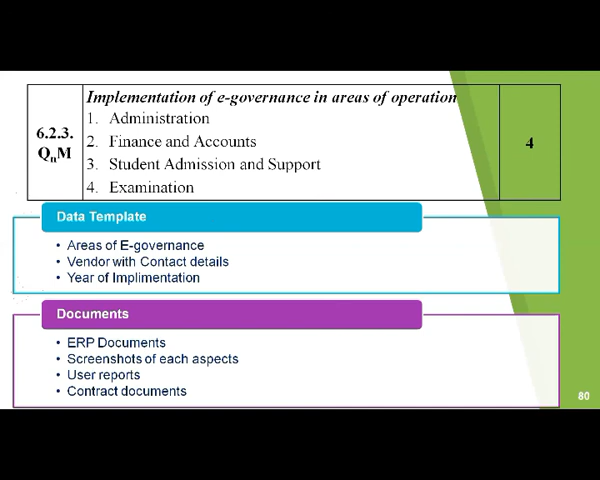 Implementation of e-governance in areas of operation
1. Administration
6.2.3.
QnM
2. Finance and Accounts
3. Student Admission and Support
4. Examination
4
Data Template
• Areas of E-governance
• Vendor with Contact details
• Year of Implimentation
Documents
• ERP Documents
• Screenshots of each aspects
• User reports
• Contract documents
80